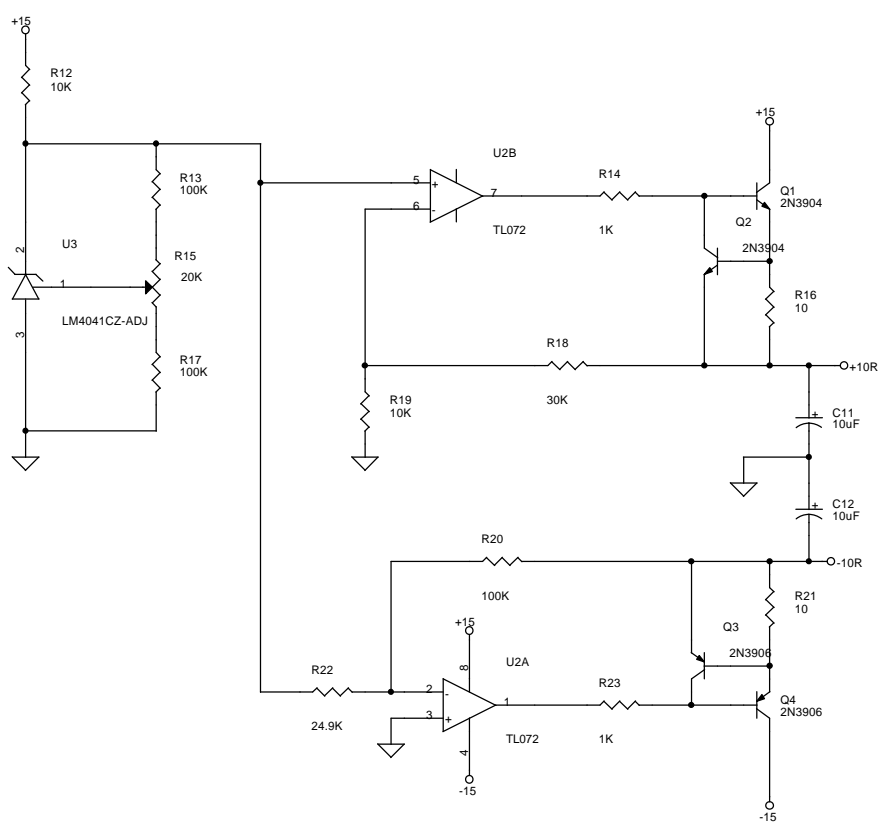 +15
R12
10K
R13
100K
U3
2
R15
20K
1
LM4041CZ-ADJ
3
R17
100K
U2B
5
+
6
-
7
TL072
R14
1K
+15
Q1
2N3904
Q2
2N3904
R16
10
R18
30K
R19
10K
+10R
+
C11
10uF
+
C12
10uF
R20
100K
-10R
R21
10
Q3
2N3906
+15
8
U2A
R22
24.9K
2
-
3
+
1
TL072
4
-15
R23
1K
Q4
2N3906
-15